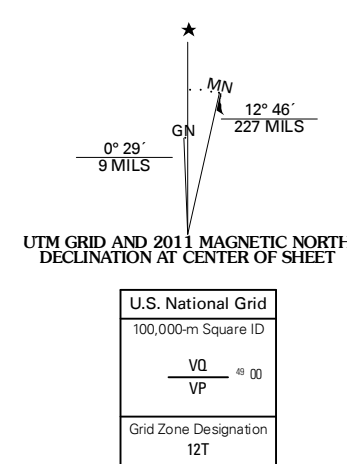 ★
MN
12° 46´
227 MILS
GN
0° 29´
9 MILS
UTM GRID AND 2011 MAGNETIC NORTH
DECLINATION AT CENTER OF SHEET
U.S. National Grid
100,000-m Square ID
VQ
49 00
VP
Grid Zone Designation
12T